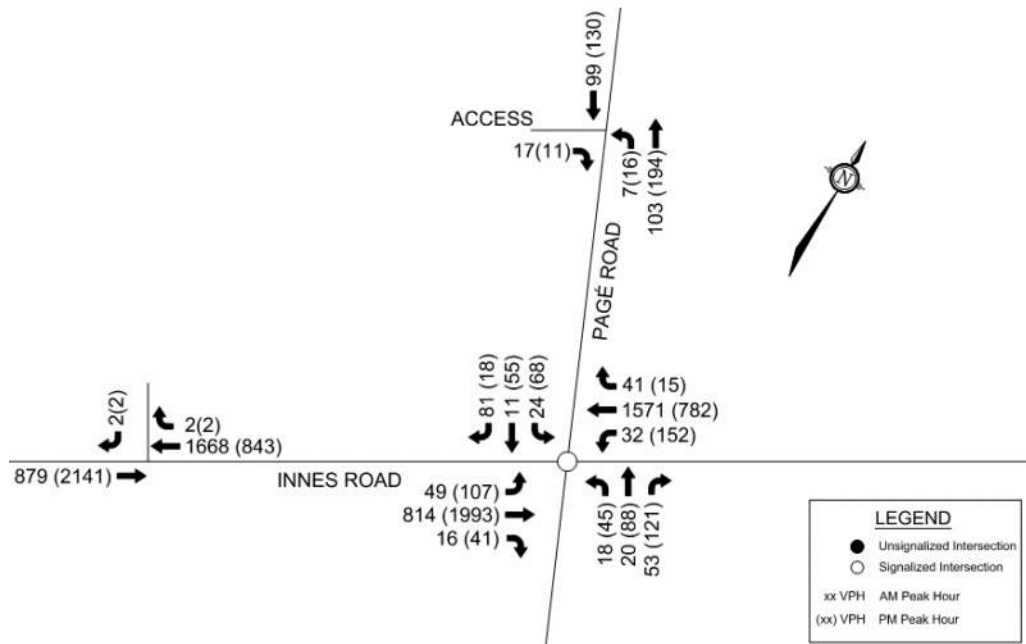 99 (130)
ACCESS
17(11)
7(16)
103 (194)
N
PAGÉ ROAD
81 (18)
11 (55)
24 (68)
41 (15)
1571 (782)
32 (152)
2(2)
2(2)
1668 (843)
879 (2141)
INNES ROAD
49 (107)
814 (1993)
16 (41)
18 (45)
20 (88)
53 (121)
LEGEND
Unsignalized Intersection
Signalized Intersection
xx VPH AM Peak Hour
(xx) VPH PM Peak Hour